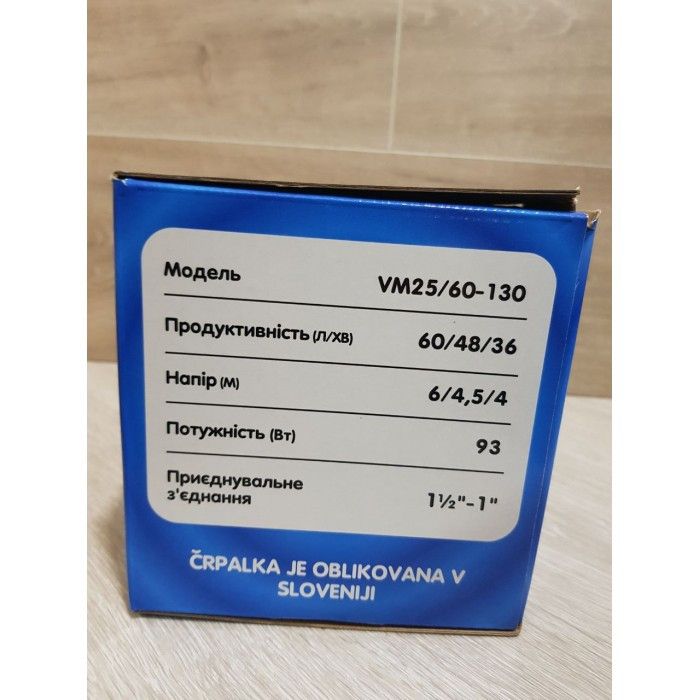 Модель VM25/60-130
Продуктивність (Л/ХВ) 60/48/36
Напір (М) 6/4,5/4
Потужність (Вт) 93
Приєднувальне
з'єднання 1½"-1"
ČRPALKA JE OBLIKOVANA V
SLOVENIJI